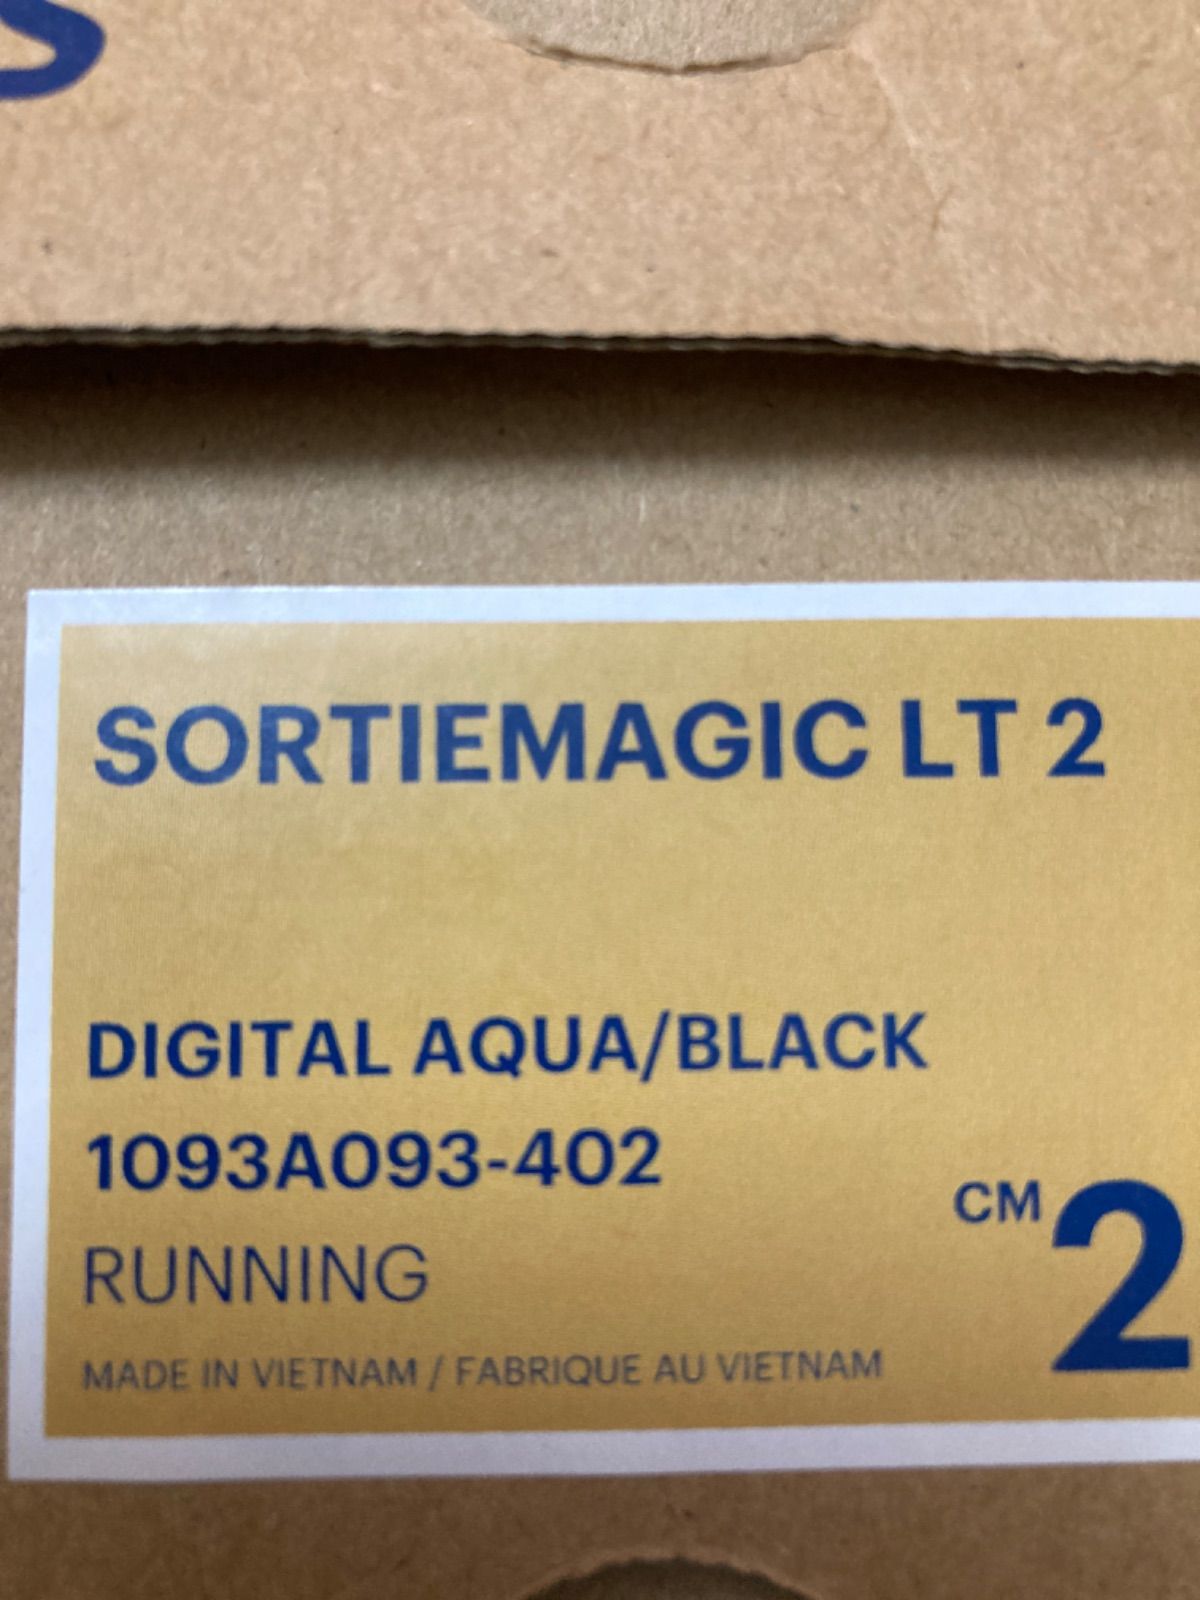 s
SORTIEMAGIC LT 2
DIGITAL AQUA/BLACK
1093A093-402
CM 2
RUNNING
MADE IN VIETNAM / FABRIQUE AU VIETNAM